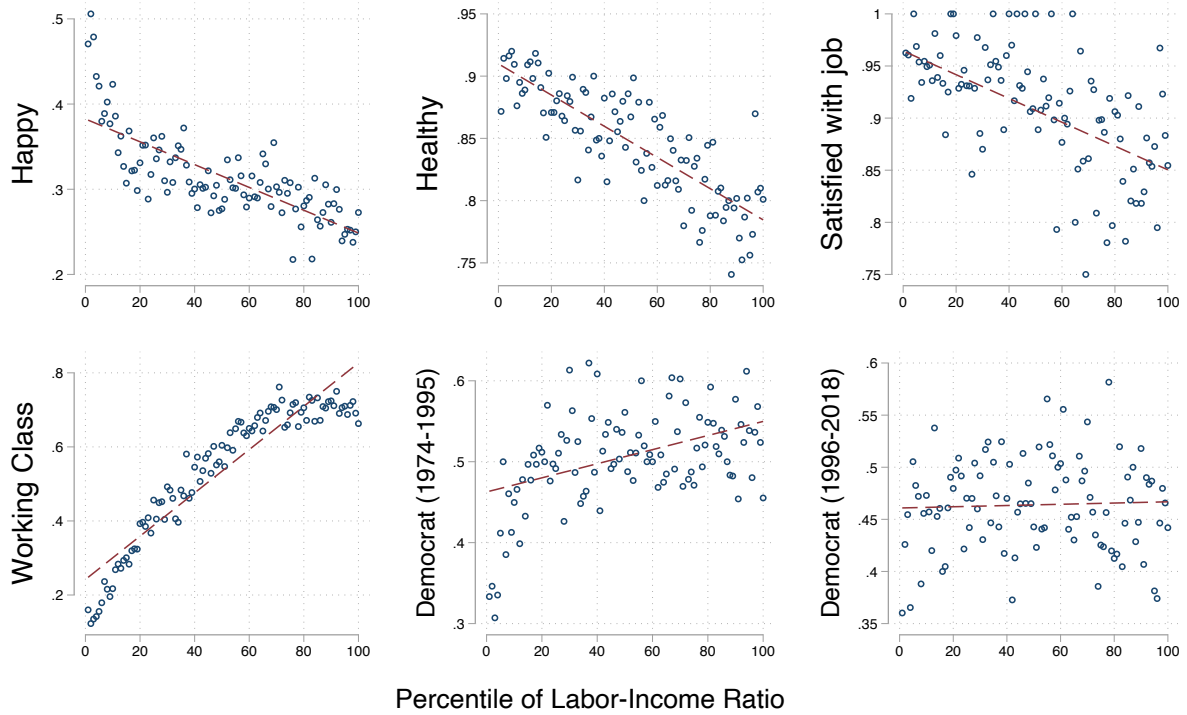 Happy
.5
.4
.3
.2
0 20 40 60 80 100
Healthy
.95
.9
.85
.8
.75
0 20 40 60 80 100
Satisfied with job
1
.95
.9
.85
.8
.75
0 20 40 60 80 100
Working Class
.8
.6
.4
.2
0 20 40 60 80 100
Democrat (1974-1995)
.6
.5
.4
.3
0 20 40 60 80 100
Democrat (1996-2018)
.6
.55
.5
.45
.4
.35
0 20 40 60 80 100
Percentile of Labor-Income Ratio